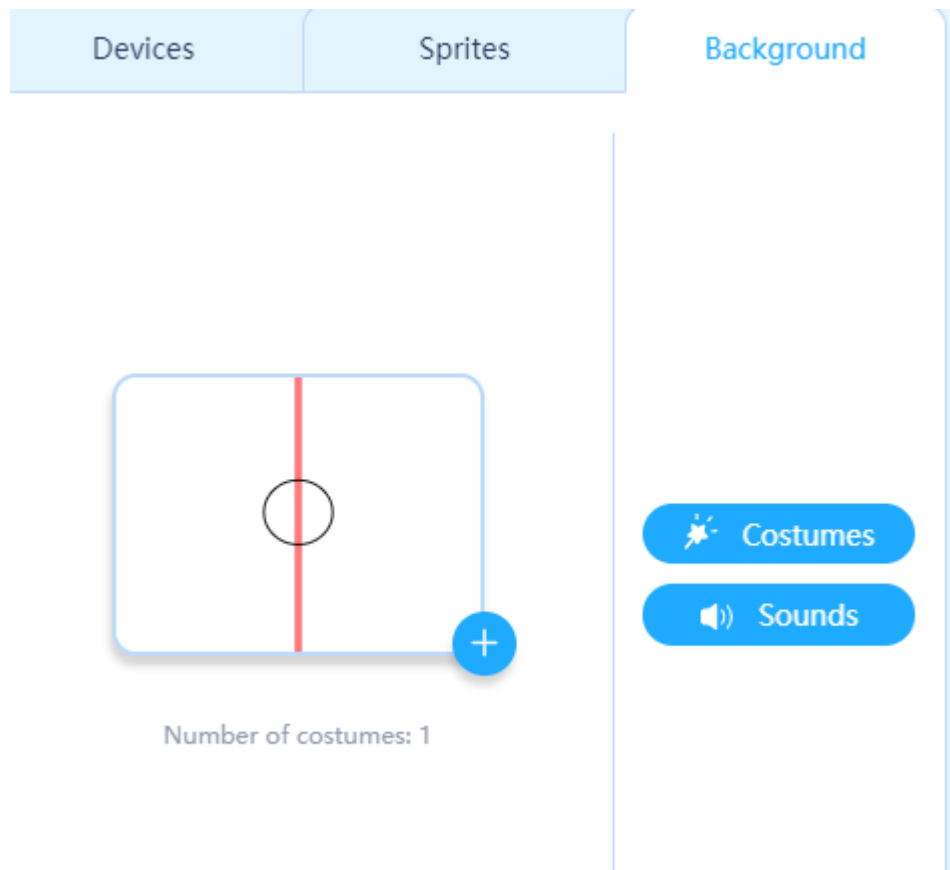 Devices
Sprites
Background
Costumes
Sounds
Number of costumes: 1